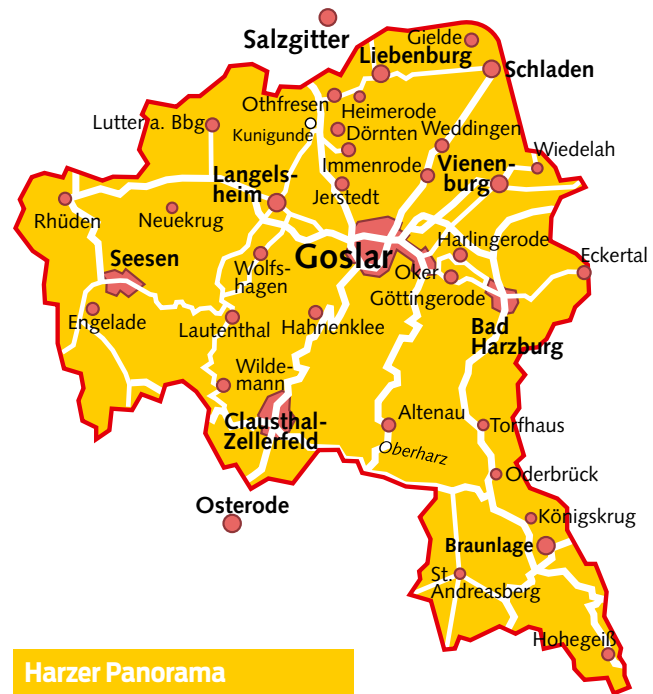 Salzgitter
Gielde
Liebenburg
Schladen
Othfresen
Heimerode
Lutter a. Bbg
Kunigunde
Dörnten
Weddingen
Immenrode
Vienen-
burg
Wiedelah
Langels-
heim
Jerstedt
Rhüden
Neuekrug
Goslar
Harlingerode
Seesen
Wolfs-
hagen
Oker
Eckertal
Göttingerode
Engelade
Lautenthal
Hahnenklee
Bad
Harzburg
Wilde-
mann
Clausthal-
Zellerfeld
Altenau
Torfhaus
Oberharz
Oderbrück
Osterode
Königskrug
Braunlage
St.
Andreasberg
Hohegeiß
Harzer Panorama